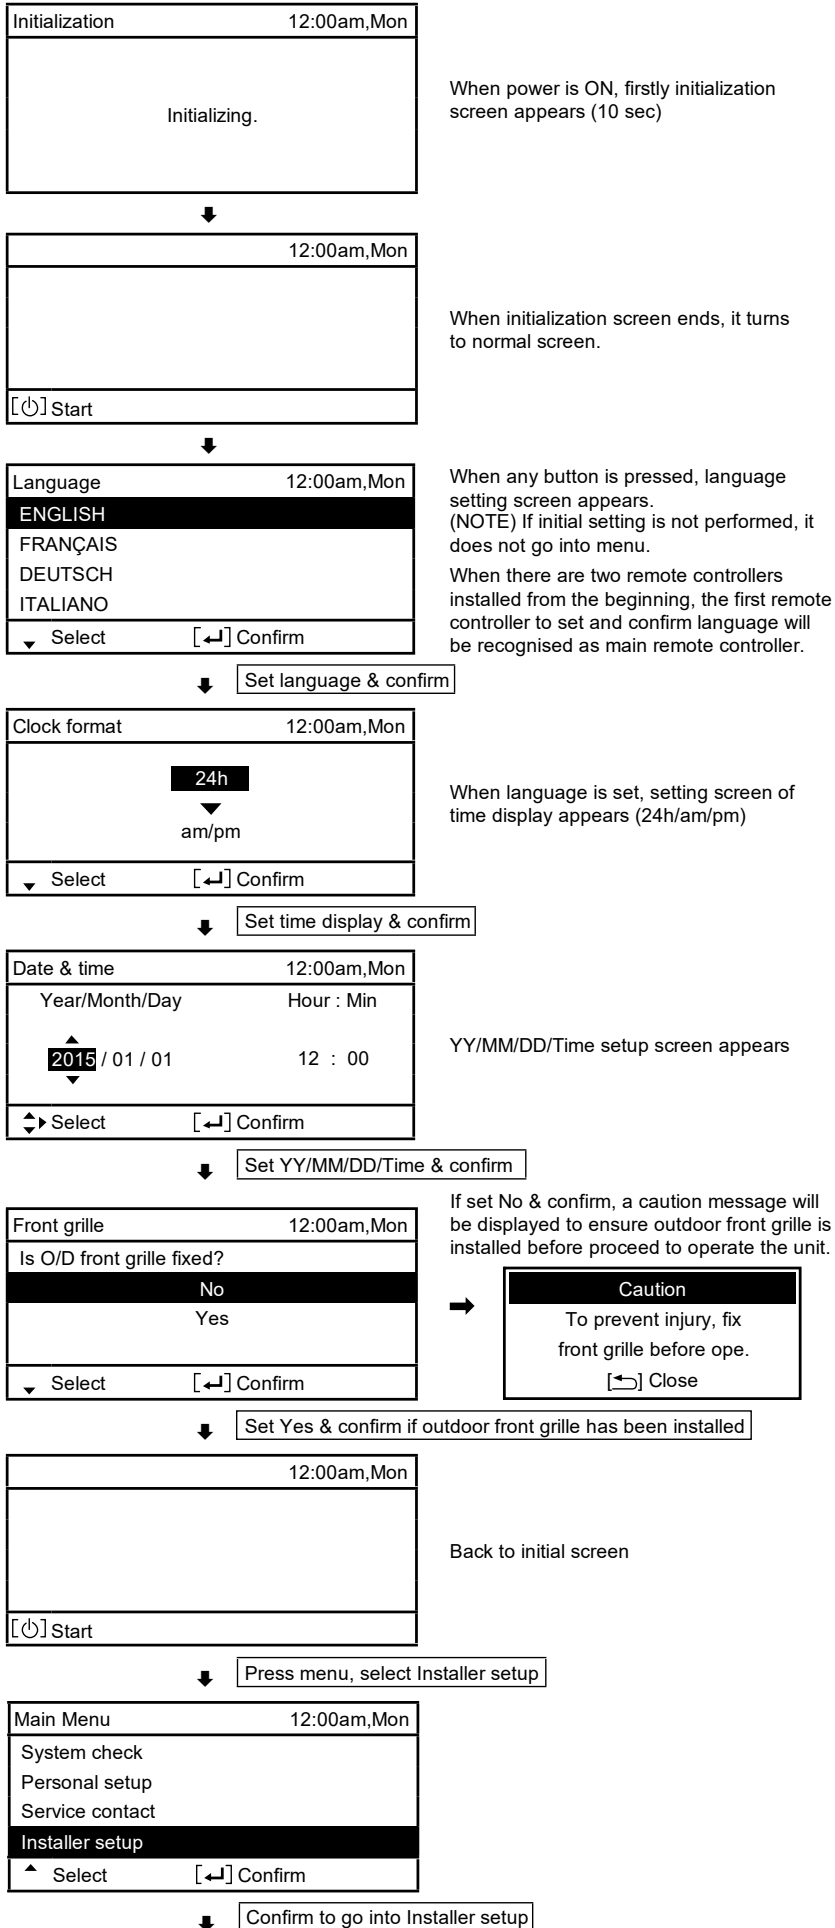 Initialization 12:00am,Mon
Initializing.
When power is ON, firstly initialization
screen appears (10 sec)
12:00am,Mon
[⏻] Start
When initialization screen ends, it turns
to normal screen.
Language 12:00am,Mon
ENGLISH
FRANÇAIS
DEUTSCH
ITALIANO
▼ Select [↵] Confirm
When any button is pressed, language
setting screen appears.
(NOTE) If initial setting is not performed, it
does not go into menu.
When there are two remote controllers
installed from the beginning, the first remote
controller to set and confirm language will
be recognised as main remote controller.
Set language & confirm
Clock format 12:00am,Mon
24h
am/pm
▼ Select [↵] Confirm
When language is set, setting screen of
time display appears (24h/am/pm)
Set time display & confirm
Date & time 12:00am,Mon
Year/Month/Day Hour : Min
2015 / 01 / 01 12 : 00
Select [↵] Confirm
YY/MM/DD/Time setup screen appears
Set YY/MM/DD/Time & confirm
Front grille 12:00am,Mon
Is O/D front grille fixed?
No
Yes
▼ Select [↵] Confirm
If set No & confirm, a caution message will
be displayed to ensure outdoor front grille is
installed before proceed to operate the unit.
Caution
To prevent injury, fix
front grille before ope.
[⮌] Close
Set Yes & confirm if outdoor front grille has been installed
12:00am,Mon
[⏻] Start
Back to initial screen
Press menu, select Installer setup
Main Menu 12:00am,Mon
System check
Personal setup
Service contact
Installer setup
▲ Select [↵] Confirm
Confirm to go into Installer setup